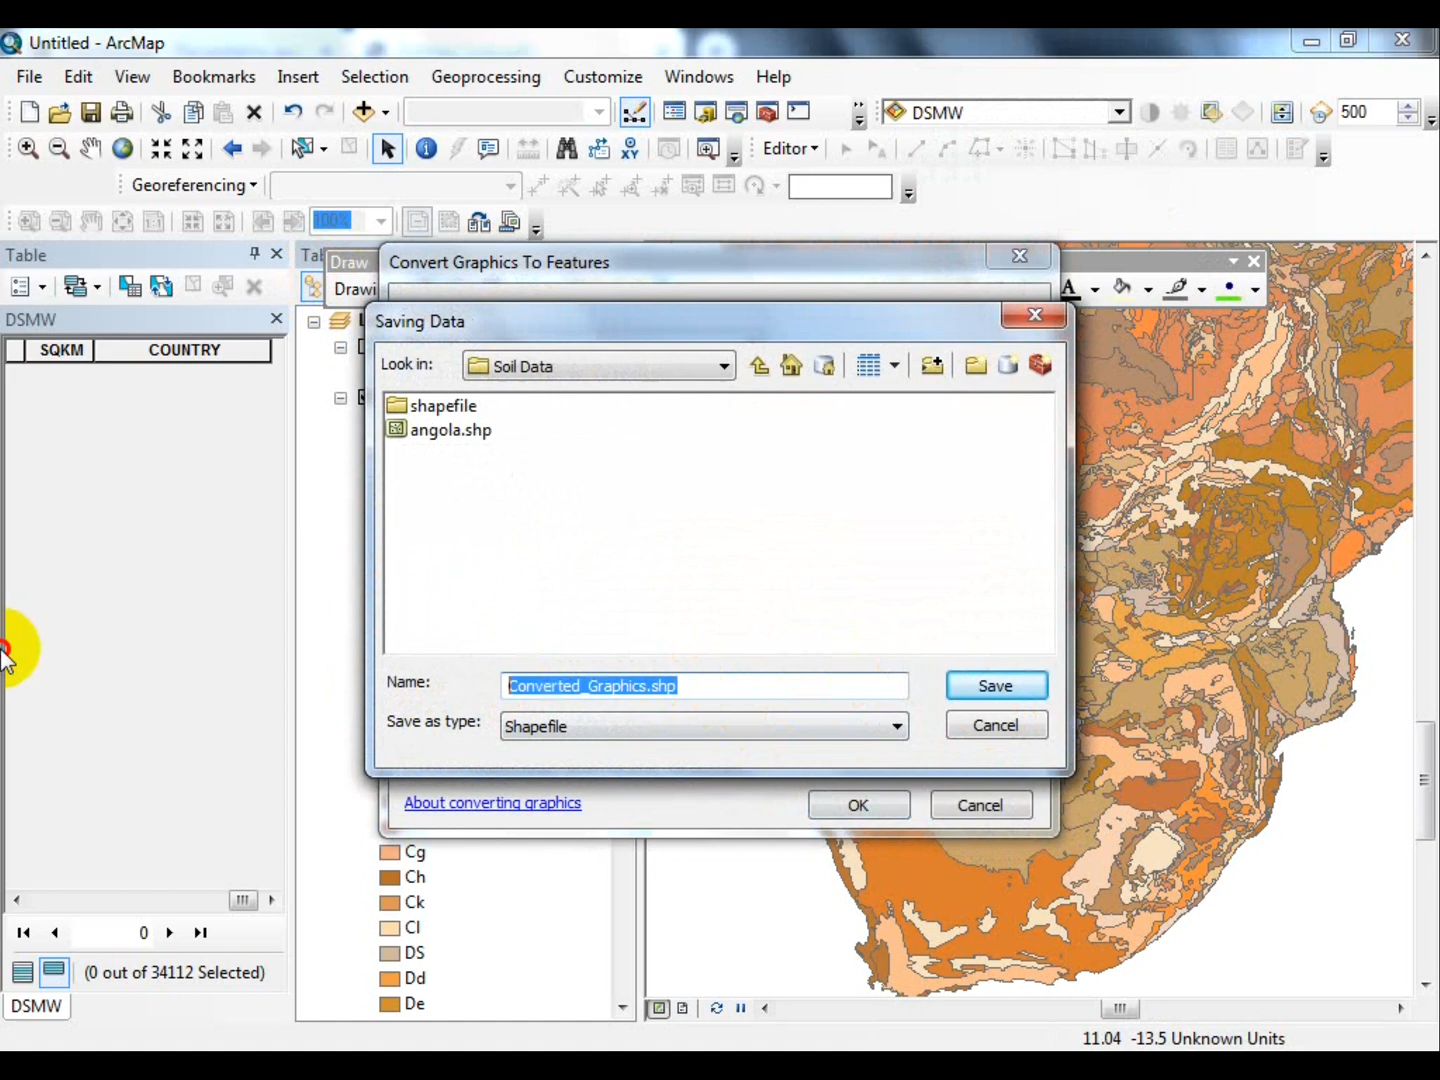 Untitled - ArcMap
File Edit View Bookmarks Insert Selection Geoprocessing Customize Windows Help
DSMW 500
Editor
Georeferencing
100%
Table
Draw
Convert Graphics To Features
DSMW
Saving Data
SQKM COUNTRY
Look in: Soil Data
shapefile
angola.shp
Name: Converted_Graphics.shp Save
Save as type: Shapefile Cancel
About converting graphics OK Cancel
Cg
Ch
Ck
Cl
DS
Dd
De
0
(0 out of 34112 Selected)
DSMW
11.04 -13.5 Unknown Units